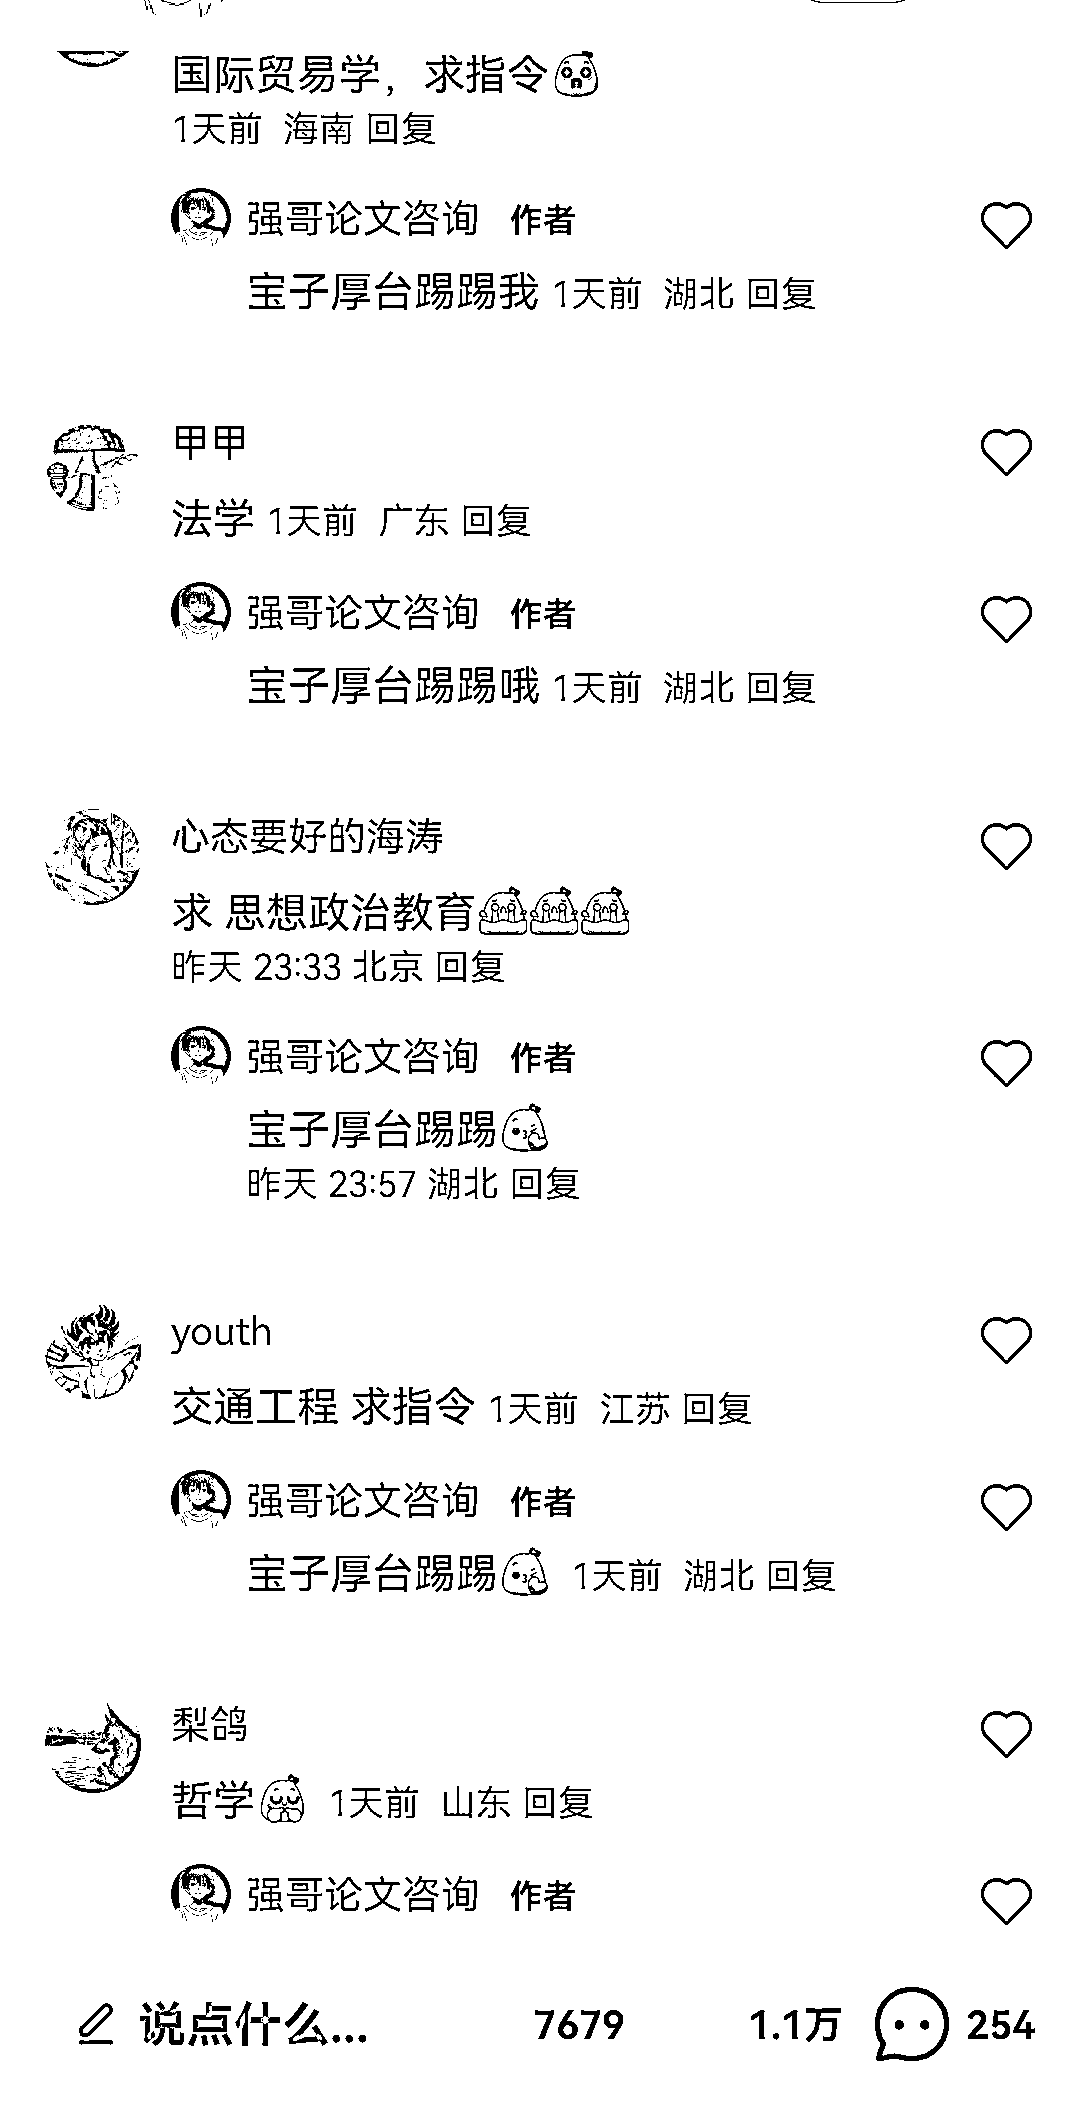 国际贸易学，求指令
1天前 海南 回复
强哥论文咨询 作者
宝子厚台踢踢我 1天前 湖北 回复
甲甲
法学 1天前 广东 回复
强哥论文咨询 作者
宝子厚台踢踢哦 1天前 湖北 回复
心态要好的海涛
求 思想政治教育
昨天 23:33 北京 回复
强哥论文咨询 作者
宝子厚台踢踢
昨天 23:57 湖北 回复
youth
交通工程 求指令 1天前 江苏 回复
强哥论文咨询 作者
宝子厚台踢踢 1天前 湖北 回复
梨鸽
哲学 1天前 山东 回复
强哥论文咨询 作者
说点什么... 7679 1.1万 254